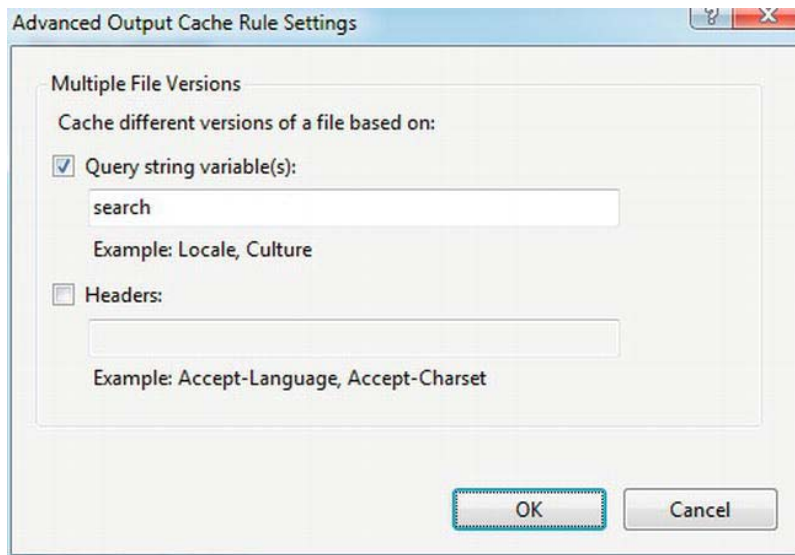 Advanced Output Cache Rule Settings
?
X
Multiple File Versions
Cache different versions of a file based on:
Query string variable(s):
search
Example: Locale, Culture
Headers:
Example: Accept-Language, Accept-Charset
OK
Cancel